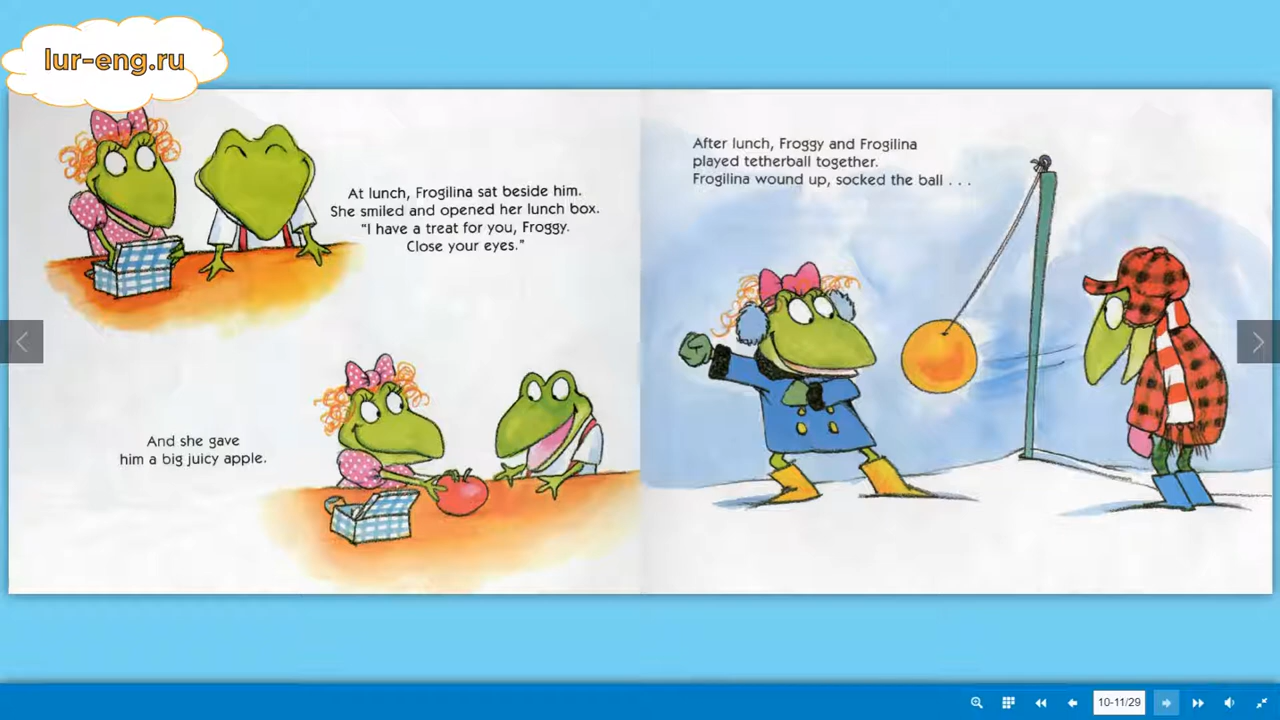 lur-eng.ru
At lunch, Frogilina sat beside him.
She smiled and opened her lunch box.
"I have a treat for you, Froggy.
Close your eyes."
And she gave
him a big juicy apple.
After lunch, Froggy and Frogilina
played tetherball together.
Frogilina wound up, socked the ball . . .
10-11/29